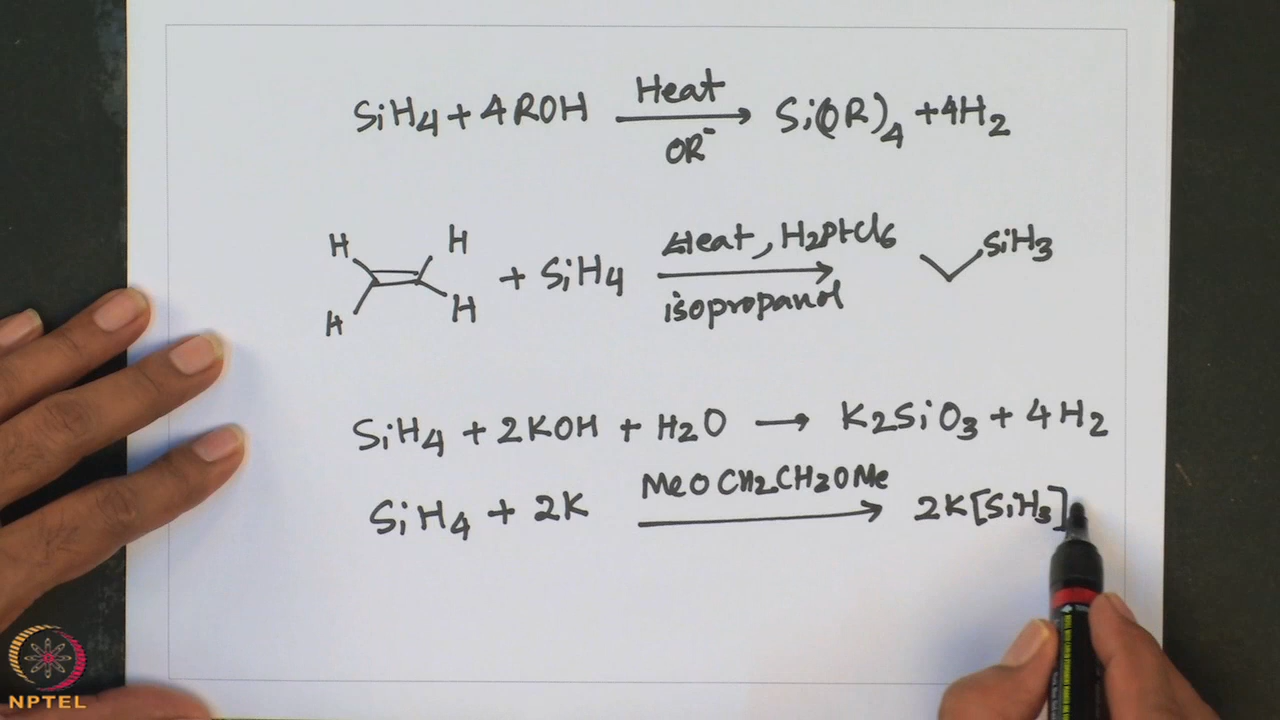 SiH4 + 4ROH Heat OR⁻ → Si(OR)4 + 4H2
H H H H + SiH4 Heat, H2PtCl6 isopropanol → SiH3
SiH4 + 2KOH + H2O → K2SiO3 + 4H2
SiH4 + 2K MeOCH2CH2OMe → 2K[SiH3]
NPTEL